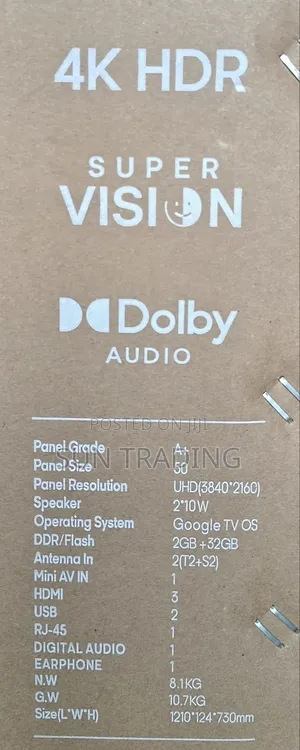 4K HDR
SUPER
VISION
Dolby
AUDIO
POSTED ON JIJI
SUN TRADING
Panel Grade A+
Panel Size 50
Panel Resolution UHD(3840*2160)
Speaker 2*10W
Operating System Google TV OS
DDR/Flash 2GB+32GB
Antenna In 2(T2+S2)
Mini AV IN 1
HDMI 3
USB 2
RJ-45 1
DIGITAL AUDIO 1
EARPHONE 1
N.W 8.1KG
G.W 10.7KG
Size(L*W*H) 1210*124*730mm